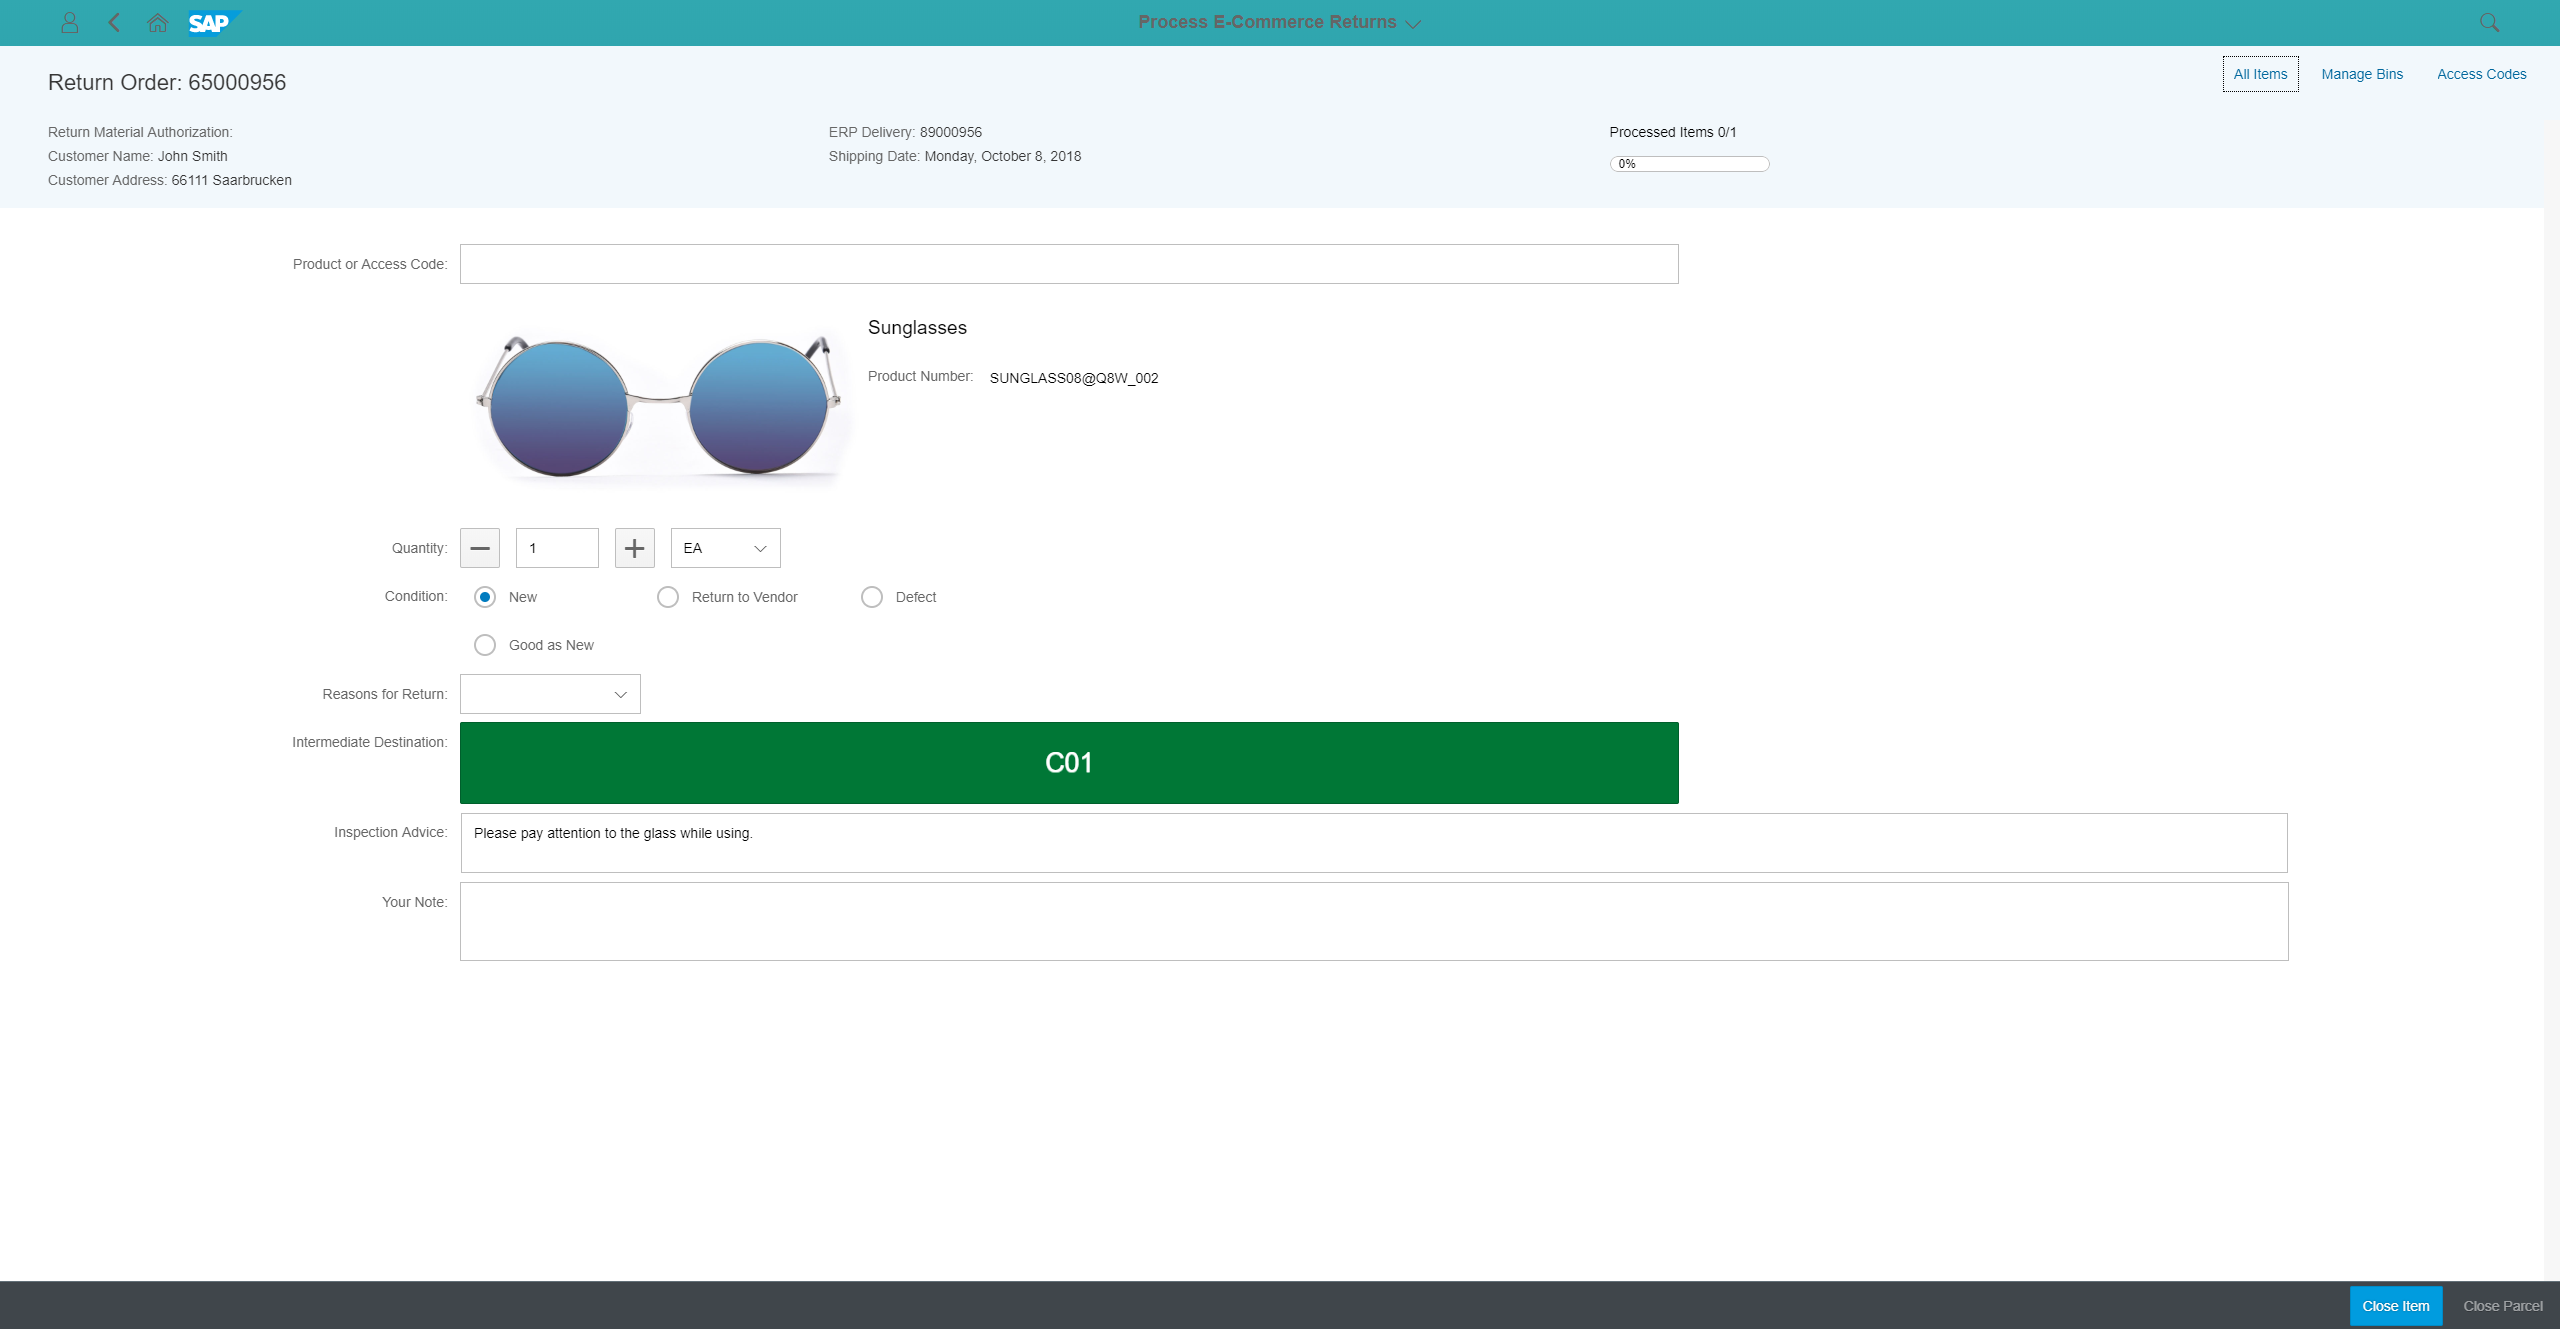 SAP
Process E-Commerce Returns
Return Order: 65000956
All Items
Manage Bins
Access Codes
Return Material Authorization:
Customer Name: John Smith
Customer Address: 66111 Saarbrucken
ERP Delivery: 89000956
Shipping Date: Monday, October 8, 2018
Processed Items 0/1
0%
Product or Access Code:
Sunglasses
Product Number: SUNGLASS08@Q8W_002
Quantity: 1 EA
Condition: New Return to Vendor Defect
Good as New
Reasons for Return:
Intermediate Destination: C01
Inspection Advice: Please pay attention to the glass while using.
Your Note:
Close Item Close Parcel